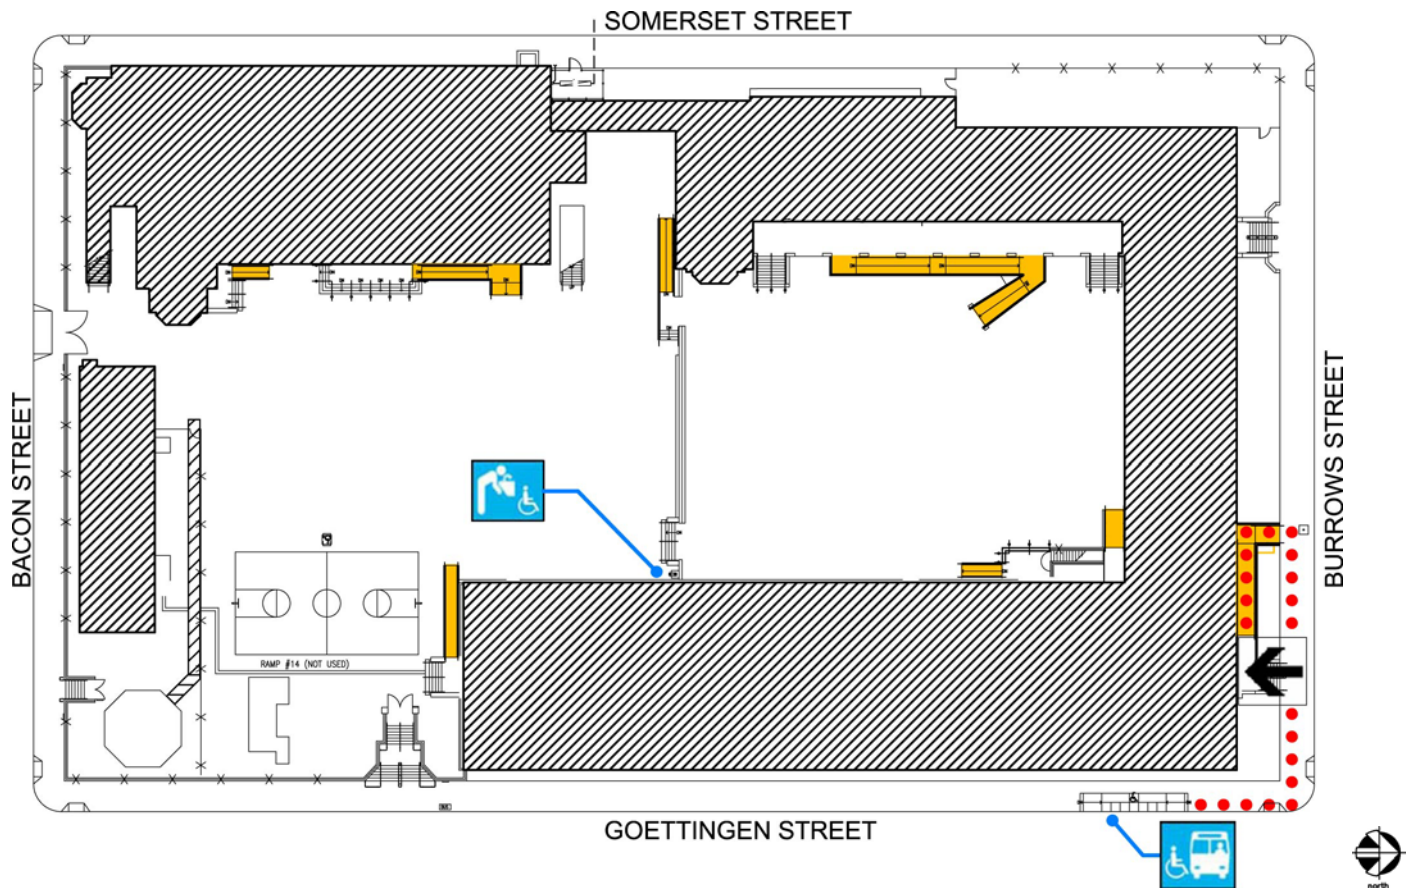 SOMERSET STREET
BACON STREET
BURROWS STREET
RAMP #14 (NOT USED)
GOETTINGEN STREET
north